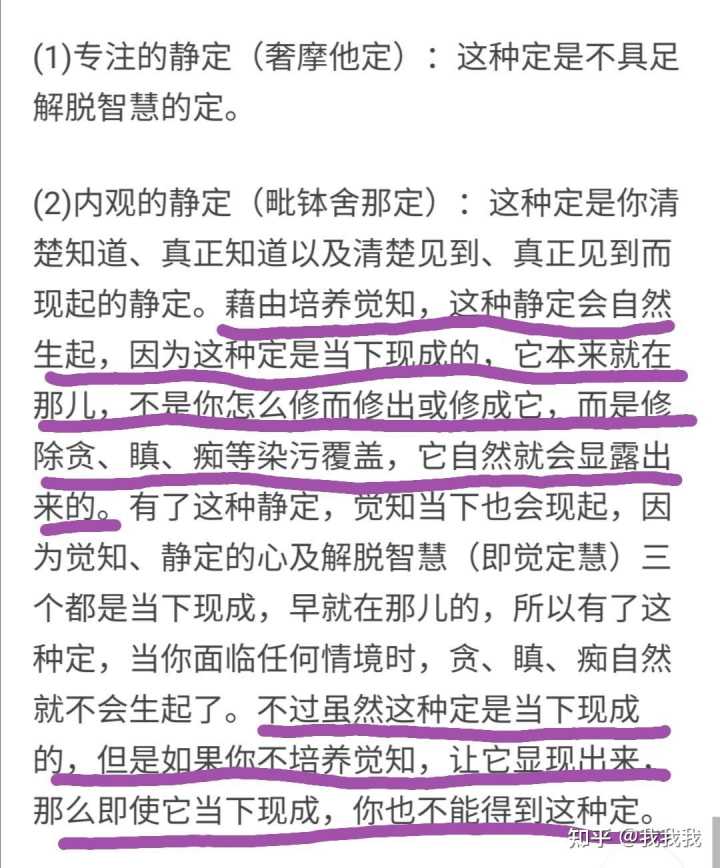 (1)专注的静定（奢摩他定）：这种定是不具足
解脱智慧的定。
(2)内观的静定（毗钵舍那定）：这种定是你清
楚知道、真正知道以及清楚见到、真正见到而
现起的静定。藉由培养觉知，这种静定会自然
生起，因为这种定是当下现成的，它本来就在
那儿，不是你怎么修而修出或修成它，而是修
除贪、瞋、痴等染污覆盖，它自然就会显露出
来的。有了这种静定，觉知当下也会现起，因
为觉知、静定的心及解脱智慧（即觉定慧）三
个都是当下现成，早就在那儿的，所以有了这
种定，当你面临任何情境时，贪、瞋、痴自然
就不会生起了。不过虽然这种定是当下现成
的，但是如果你不培养觉知，让它显现出来，
那么即使它当下现成，你也不能得到这种定。
知乎 @我我我